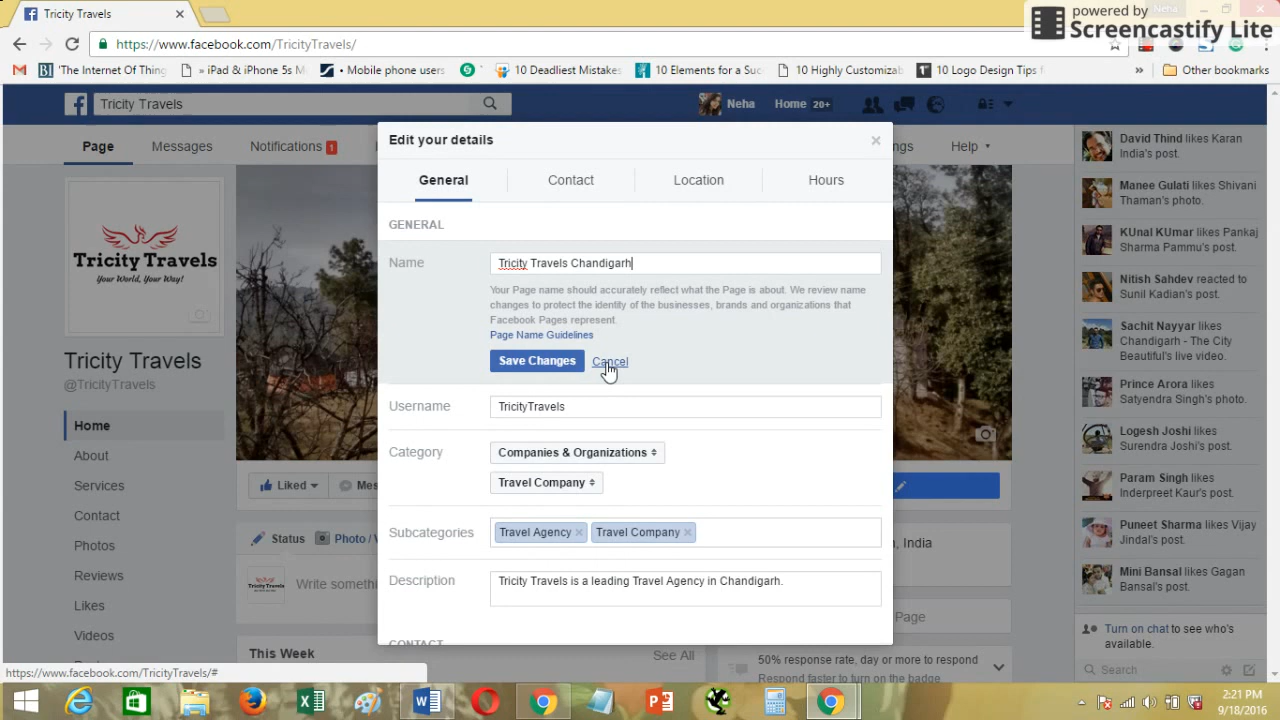 Tricity Travels
powered by
Screencastify Lite
https://www.facebook.com/TricityTravels/
'The Internet Of Thing
» iPad & iPhone 5s M
• Mobile phone users
10 Deadliest Mistakes
10 Elements for a Suc
10 Highly Customizab
10 Logo Design Tips f
»
Other bookmarks
Tricity Travels
Neha
Home 20+
Page
Messages
Notifications 1
ngs
Help
Edit your details
×
General
Contact
Location
Hours
GENERAL
Name
Tricity Travels Chandigarh
Your Page name should accurately reflect what the Page is about. We review name
changes to protect the identity of the businesses, brands and organizations that
Facebook Pages represent.
Page Name Guidelines
Save Changes
Cancel
Username
TricityTravels
Category
Companies & Organizations
Travel Company
Subcategories
Travel Agency ×
Travel Company ×
Description
Tricity Travels is a leading Travel Agency in Chandigarh.
CONTACT
Tricity Travels
Your World, Your Way
Tricity Travels
@TricityTravels
Home
About
Services
Contact
Photos
Reviews
Likes
Videos
Liked
Mes
Status
Photo / V
Write somethi
This Week
See All
n, India
Page
50% response rate, day or more to respond
Respond faster to turn on the badge
David Thind likes Karan
India's post.
Manee Gulati likes Shivani
Thaman's photo.
KUnal KUmar likes Pankaj
Sharma Pammu's post.
Nitish Sahdev reacted to
Sunil Kadian's post.
Sachit Nayyar likes
Chandigarh - The City
Beautiful's live video.
Prince Arora likes
Satyendra Singh's photo.
Logesh Joshi likes
Surendra Joshi's post.
Param Singh likes
Inderpreet Kaur's post.
Puneet Sharma likes Vijay
Jindal's post.
Mini Bansal likes Gagan
Bansal's post.
Turn on chat to see who's
available.
Search
https://www.facebook.com/TricityTravels/#
2:21 PM
9/18/2016